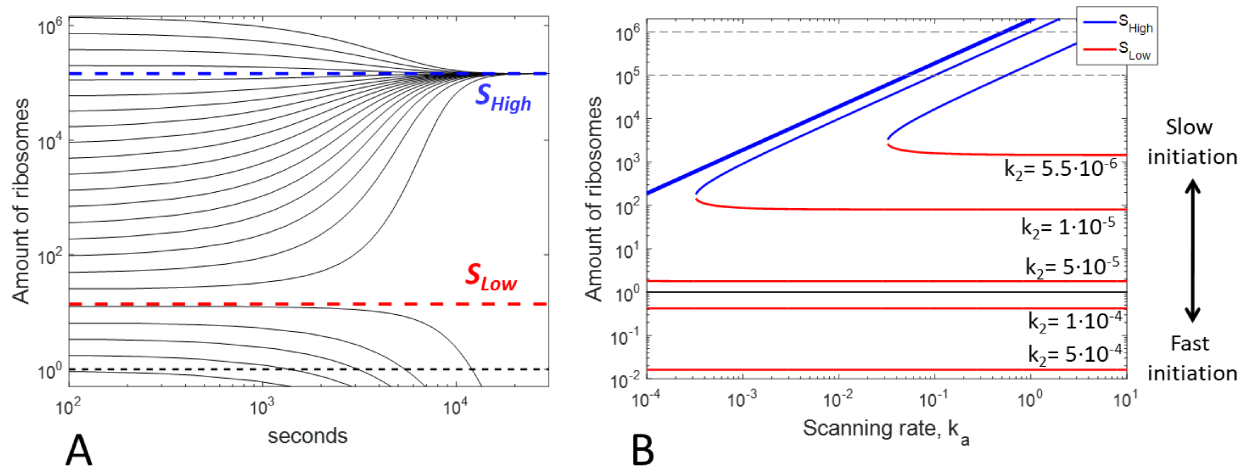 10^6
10^4
10^2
10^0
Amount of ribosomes
S_High
S_Low
10^2
10^3
10^4
seconds
A
10^6
10^5
10^4
10^3
10^2
10^1
10^0
10^-1
10^-2
Amount of ribosomes
S_High
S_Low
k_2= 5.5·10^-6
k_2= 1·10^-5
k_2= 5·10^-5
k_2= 1·10^-4
k_2= 5·10^-4
10^-4
10^-3
10^-2
10^-1
10^0
10^1
Scanning rate, k_a
B
Slow
initiation
Fast
initiation